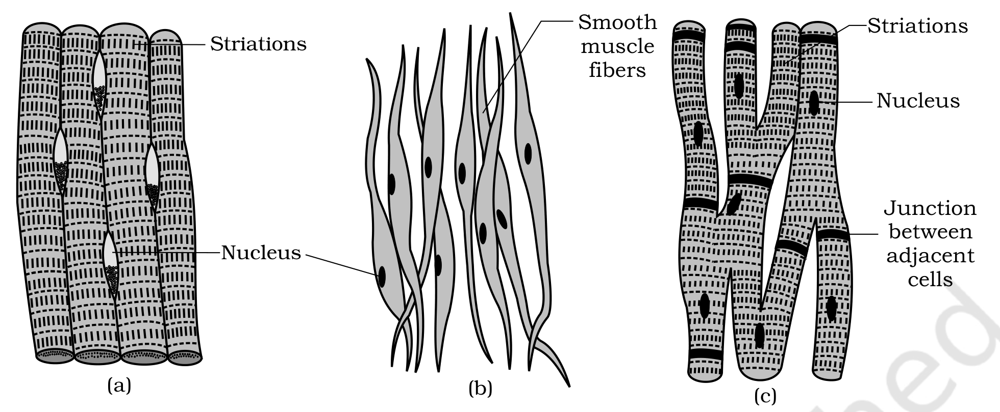 Striations
Nucleus
(a)
Smooth
muscle
fibers
(b)
Striations
Nucleus
Junction
between
adjacent
cells
(c)